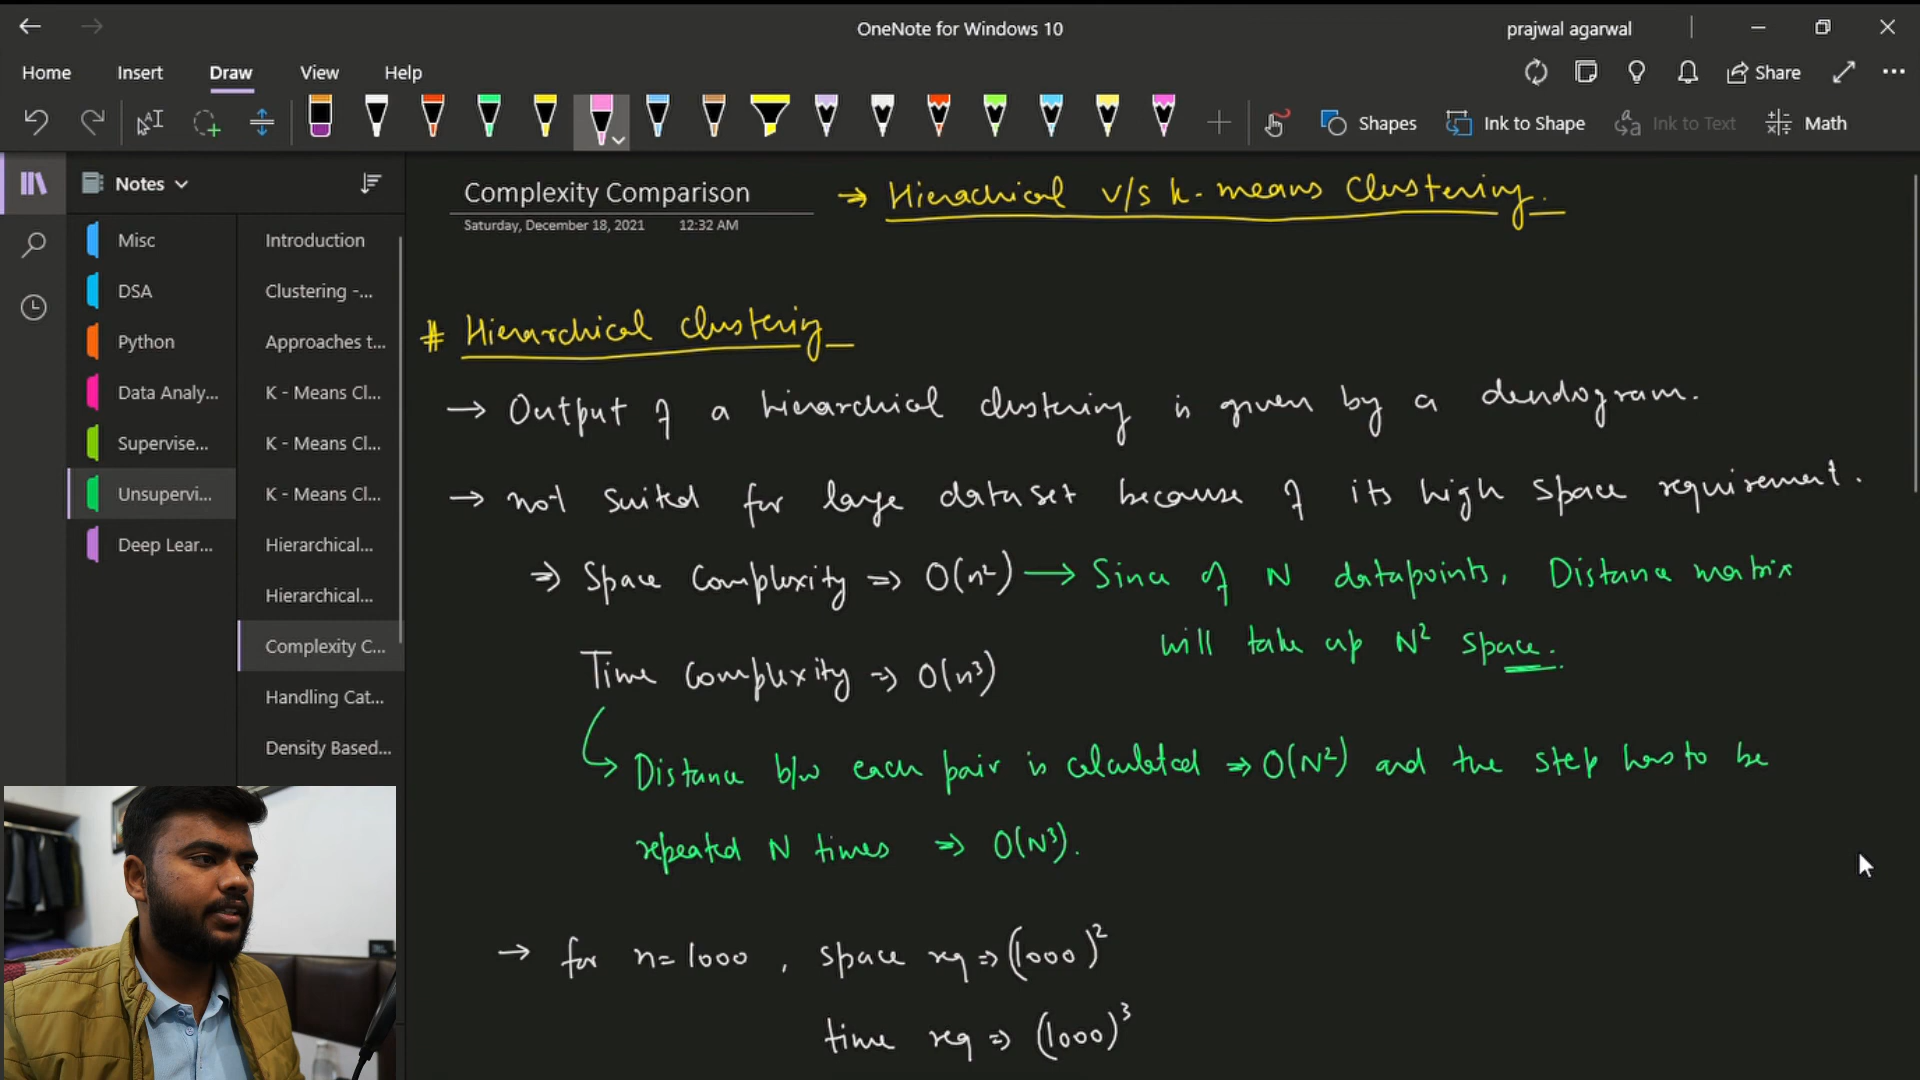 OneNote for Windows 10
prajwal agarwal
Home Insert Draw View Help
Share
Shapes Ink to Shape Ink to Text Math
Notes
Misc
DSA
Python
Data Analy...
Supervise...
Unsupervi...
Deep Lear...
Introduction
Clustering -...
Approaches t...
K - Means Cl...
K - Means Cl...
K - Means Cl...
Hierarchical...
Hierarchical...
Complexity C...
Handling Cat...
Density Based...
Complexity Comparison
Saturday, December 18, 2021 12:32 AM
→ Hierachical v/s k-means Clustering.
# Hierarchical clustering
→ Output of a hierarchical clustering is given by a dendogram.
→ not suited for large dataset because of its high space requirement.
⇒ Space Complexity ⇒ O(n²) → Since of N datapoints, Distance matrix
will take up N² space.
Time complexity ⇒ O(n³)
↳ Distance b/w each pair is calculated ⇒ O(N²) and the step has to be
repeated N times ⇒ O(N³).
→ for n=1000, space req ⇒ (1000)²
time req ⇒ (1000)³